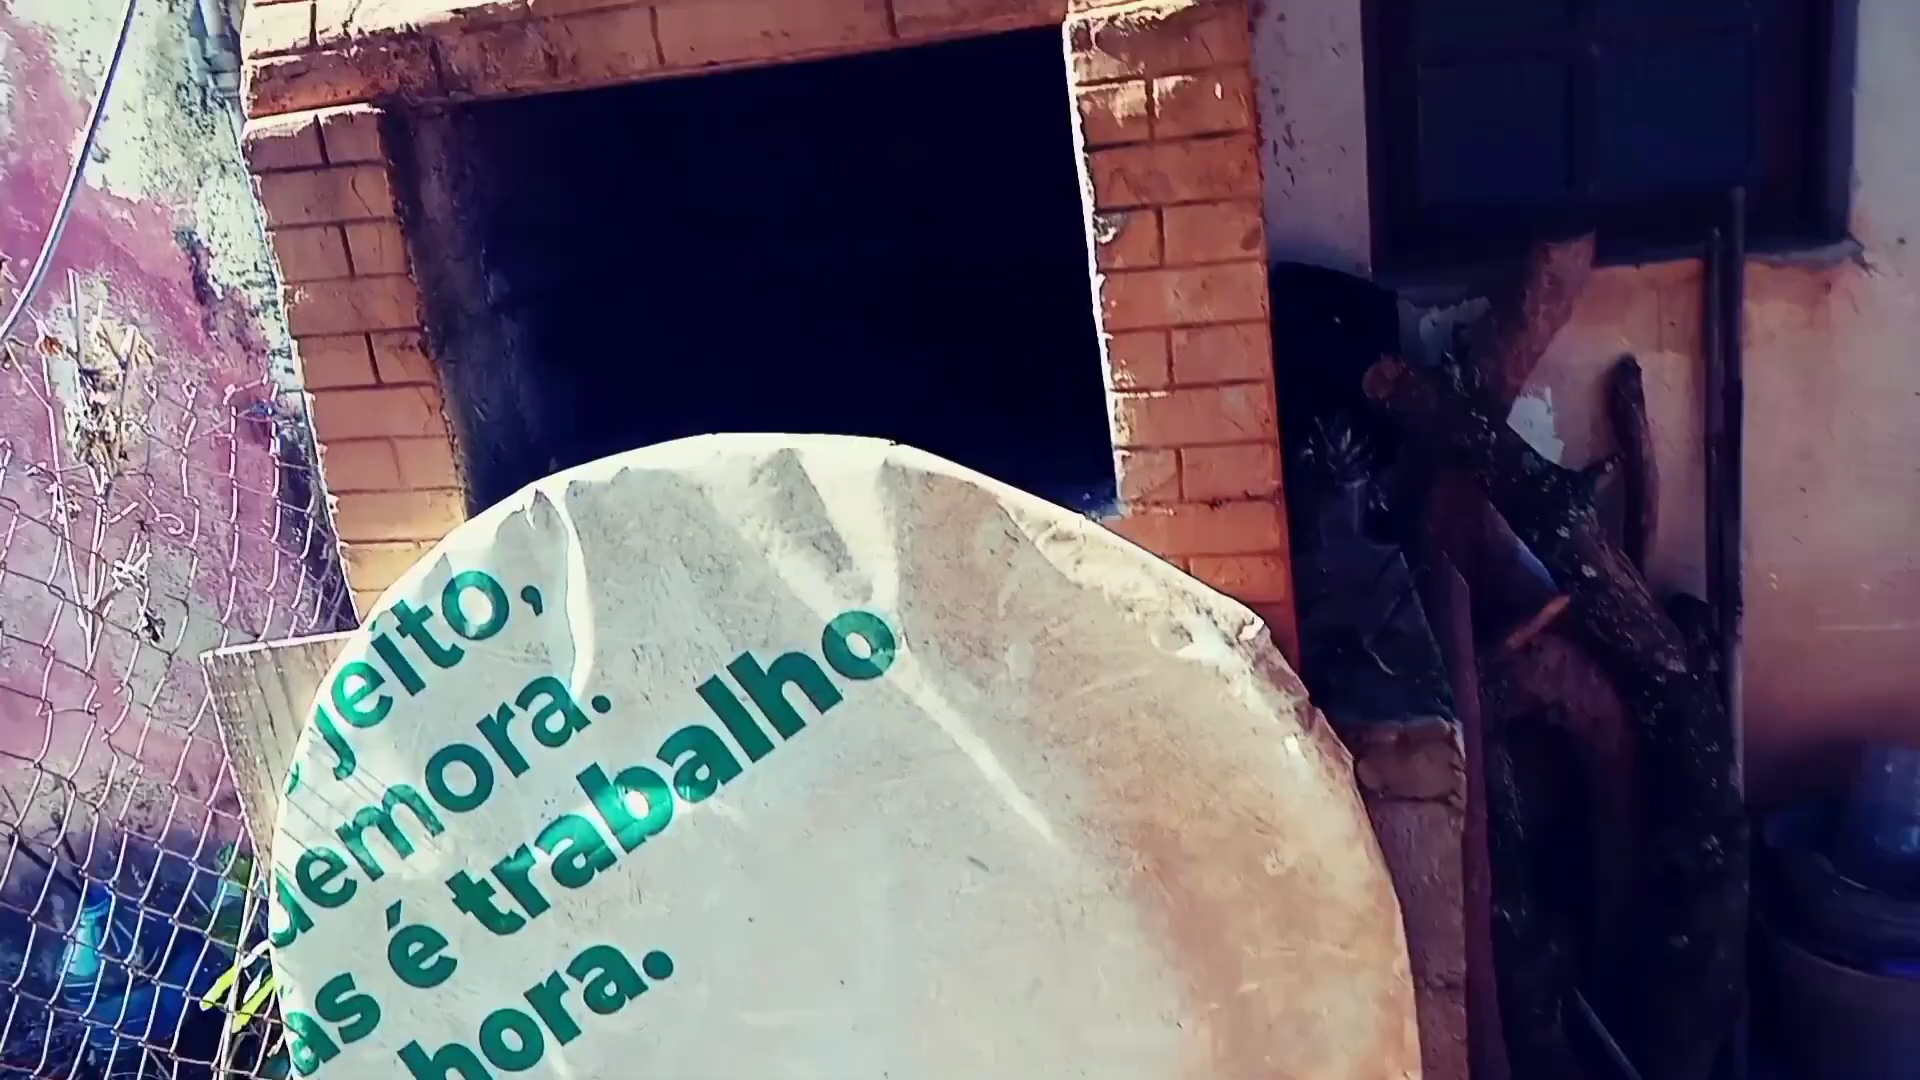 jeito,
demora.
as é trabalho
hora.